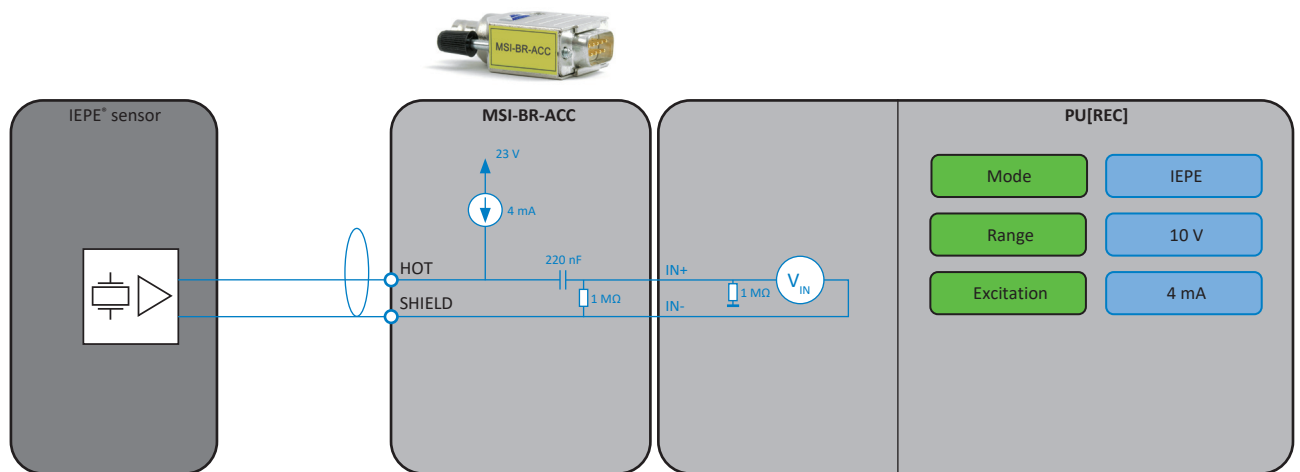 MSI-BR-ACC
IEPE® sensor
MSI-BR-ACC
PU[REC]
23 V
4 mA
HOT
220 nF
1 MΩ
SHIELD
IN+
IN-
1 MΩ
VIN
Mode
IEPE
Range
10 V
Excitation
4 mA